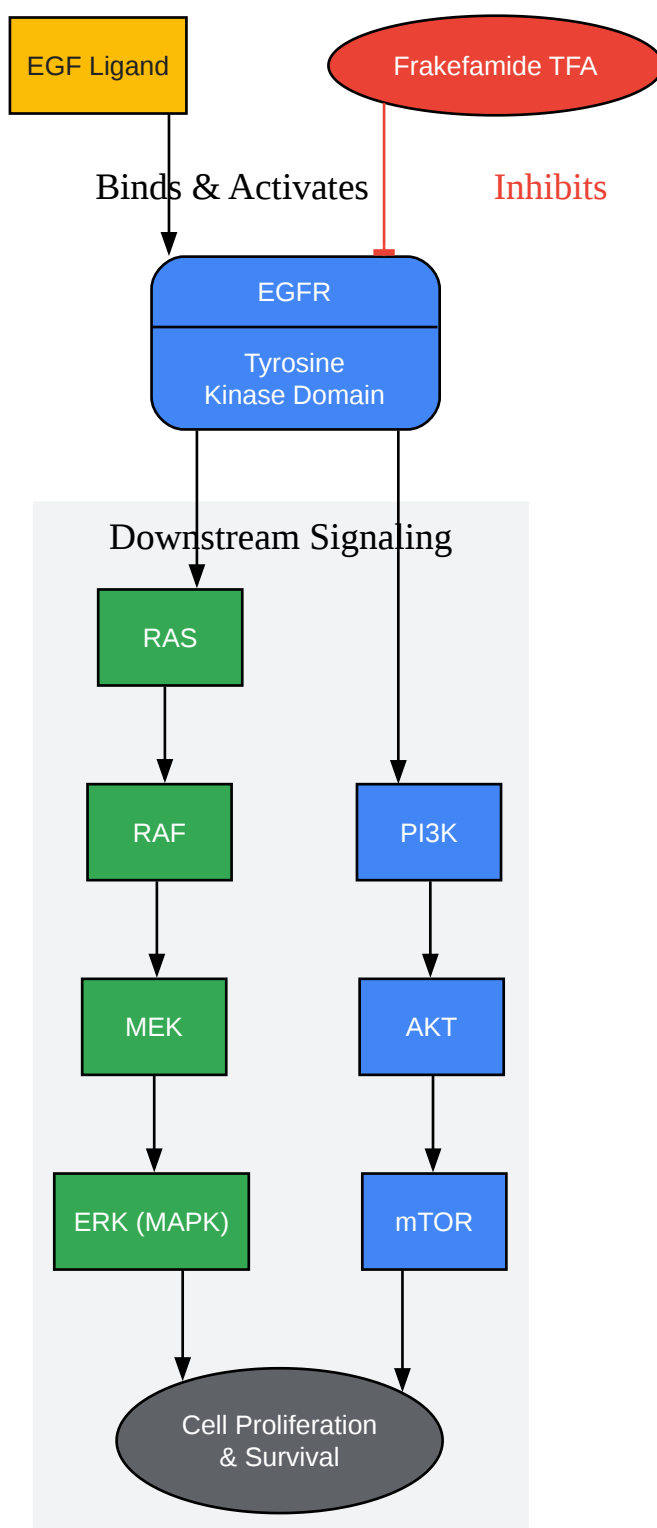 EGF Ligand
Frakefamide TFA
Binds & Activates
Inhibits
EGFR
Tyrosine
Kinase Domain
Downstream Signaling
RAS
RAF
PI3K
MEK
AKT
ERK (MAPK)
mTOR
Cell Proliferation
& Survival